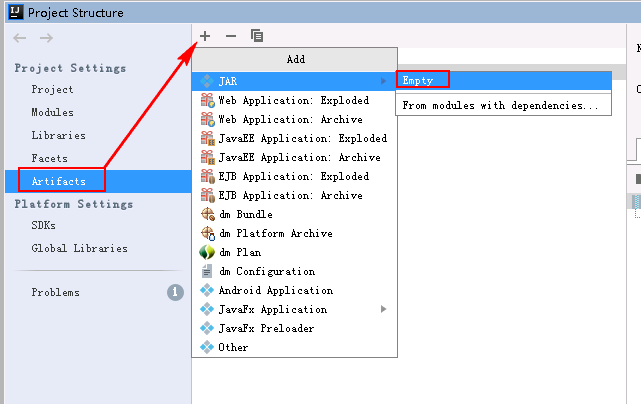 IJ Project Structure
Project Settings
Project
Modules
Libraries
Facets
Artifacts
Platform Settings
SDKs
Global Libraries
Problems
1
Add
JAR
Web Application: Exploded
Web Application: Archive
JavaEE Application: Exploded
JavaEE Application: Archive
EJB Application: Exploded
EJB Application: Archive
dm Bundle
dm Platform Archive
dm Plan
dm Configuration
Android Application
JavaFx Application
JavaFx Preloader
Other
Empty
From modules with dependencies...